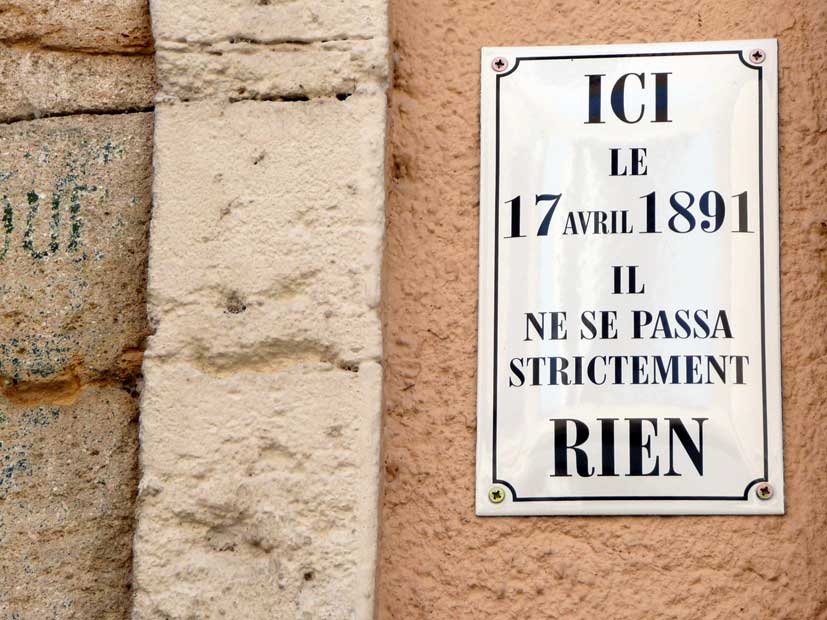 ICI
LE
17 AVRIL 1891
IL
NE SE PASSA
STRICTEMENT
RIEN